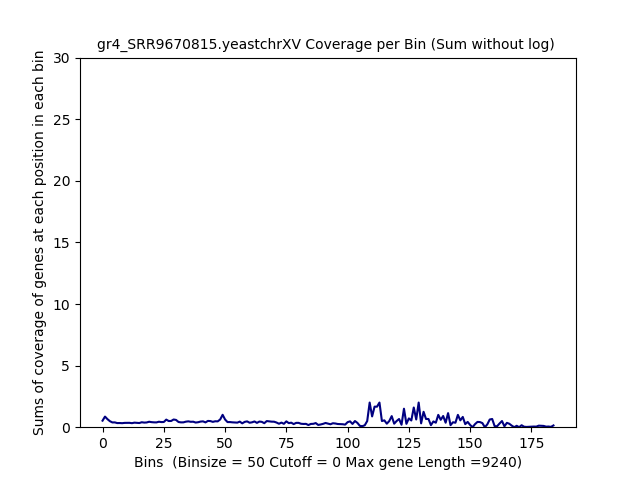 gr4_SRR9670815.yeastchrXV Coverage per Bin (Sum without log)
Sums of coverage of genes at each position in each bin
30
25
20
15
10
5
0
0 25 50 75 100 125 150 175
Bins  (Binsize = 50 Cutoff = 0 Max gene Length =9240)